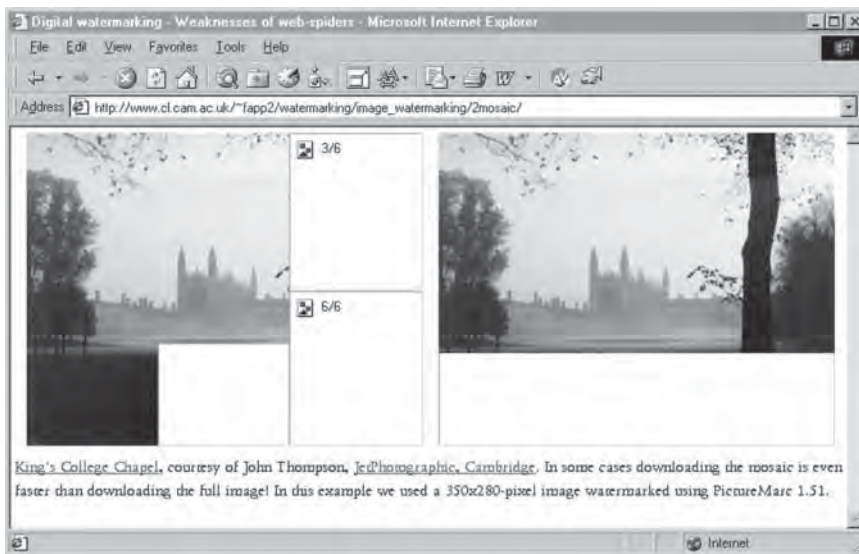 Digital watermarking - Weaknesses of web-spiders - Microsoft Internet Explorer
File Edit View Favorites Tools Help
Address http://www.cl.cam.ac.uk/~fapp2/watermarking/image_watermarking/2mosaic/
3/6
6/6
King's College Chapel, courtesy of John Thompson, JetPhotographic, Cambridge. In some cases downloading the mosaic is even
faster than downloading the full image! In this example we used a 350x280-pixel image watermarked using PictureMarc 1.51.
Internet